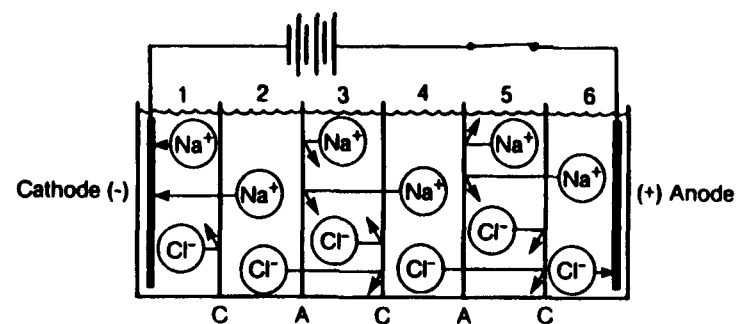 1 2 3 4 5 6
Na⁺ Na⁺ Na⁺
Cathode (-) Na⁺ Na⁺ Na⁺ (+) Anode
Cl⁻ Cl⁻ Cl⁻
Cl⁻ Cl⁻ Cl⁻
C A C A C